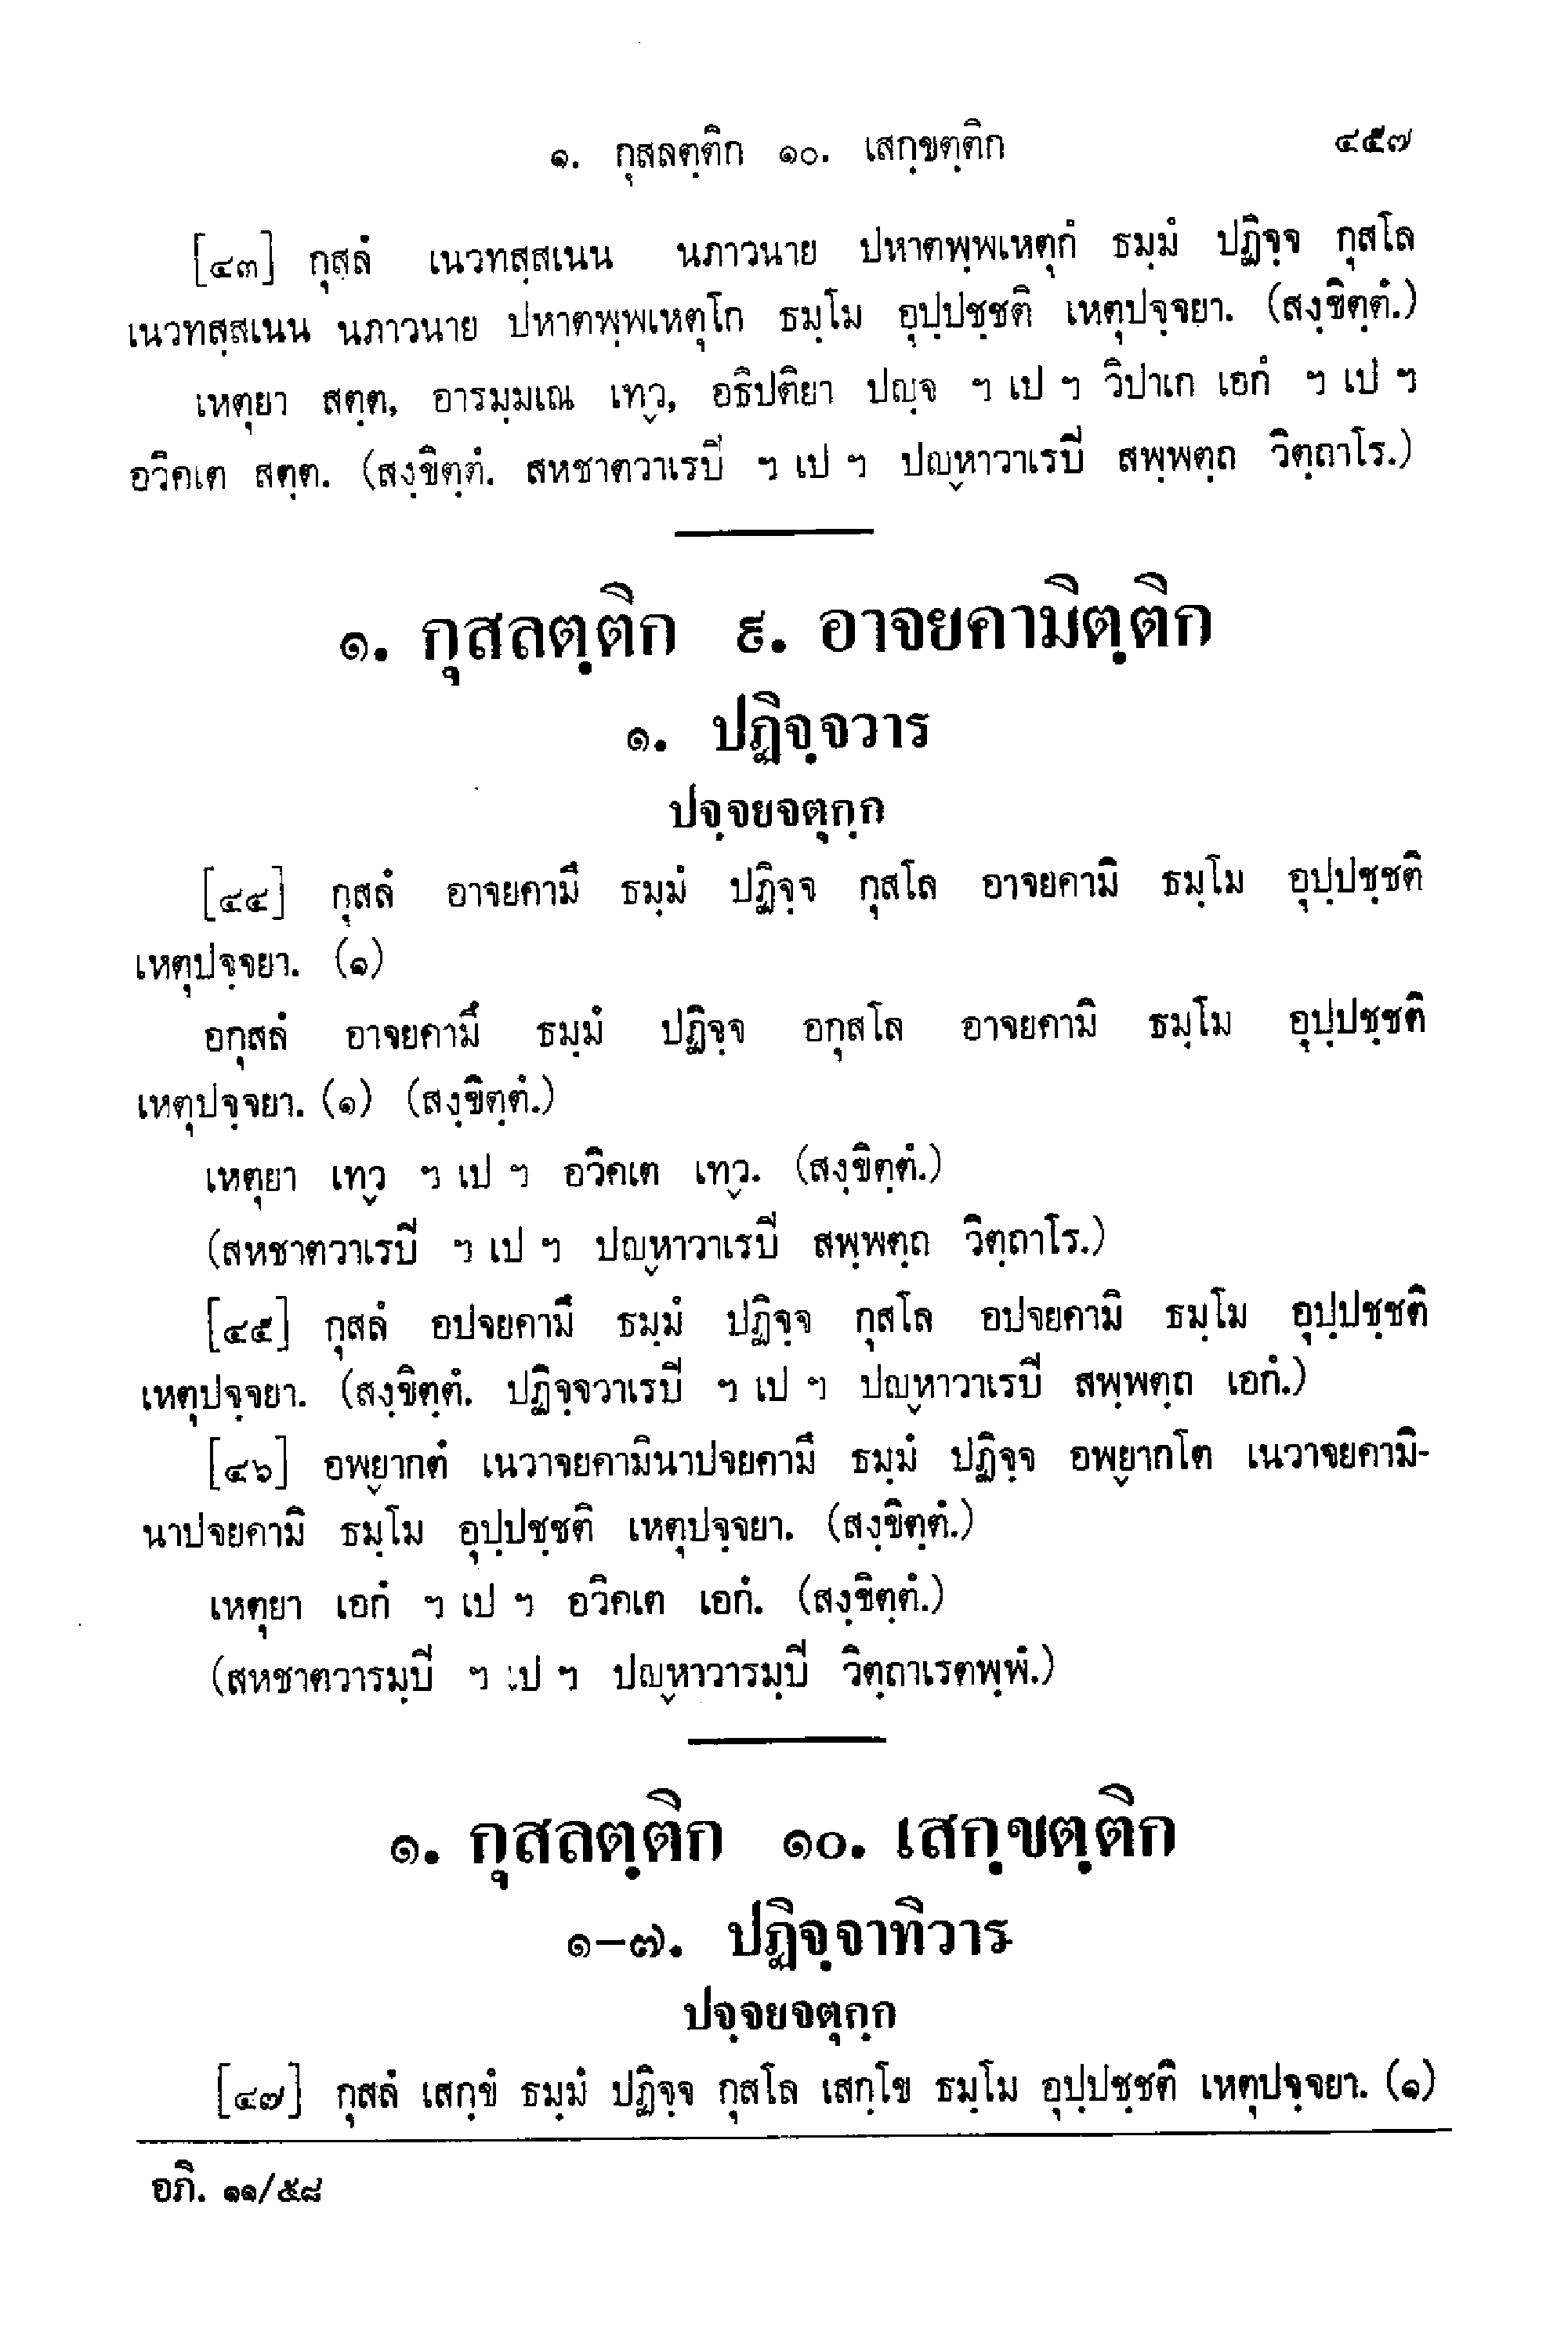 ๑. กุสลตฺติก ๑๐. เสกฺขตฺติก ๔๕๗
[๔๓] กุสลํ เนวทสฺสเนน นภาวนาย ปหาตพฺพเหตุกํ ธมฺมํ ปฏิจฺจ กุสโล
เนวทสฺสเนน นภาวนาย ปหาตพฺพเหตุโก ธมฺโม อุปฺปชฺชติ เหตุปจฺจยา. (สงฺขิตฺตํ.)
เหตุยา สตฺต, อารมฺมเณ เทฺว, อธิปติยา ปญฺจ ฯ เป ฯ วิปาเก เอกํ ฯ เป ฯ
อวิคเต สตฺต. (สงฺขิตฺตํ. สหชาตวาเรปิ ฯ เป ฯ ปญฺหาวาเรปิ สพฺพตฺถ วิตฺถาโร.)
๑. กุสลตฺติก ๙. อาจยคามิตฺติก
๑. ปฏิจฺจวาร
ปจฺจยจตุกฺก
[๔๔] กุสลํ อาจยคามึ ธมฺมํ ปฏิจฺจ กุสโล อาจยคามิ ธมฺโม อุปฺปชฺชติ
เหตุปจฺจยา. (๑)
อกุสลํ อาจยคามึ ธมฺมํ ปฏิจฺจ อกุสโล อาจยคามิ ธมฺโม อุปฺปชฺชติ
เหตุปจฺจยา. (๑) (สงฺขิตฺตํ.)
เหตุยา เทฺว ฯ เป ฯ อวิคเต เทฺว. (สงฺขิตฺตํ.)
(สหชาตวาเรปิ ฯ เป ฯ ปญฺหาวาเรปิ สพฺพตฺถ วิตฺถาโร.)
[๔๕] กุสลํ อปจยคามึ ธมฺมํ ปฏิจฺจ กุสโล อปจยคามิ ธมฺโม อุปฺปชฺชติ
เหตุปจฺจยา. (สงฺขิตฺตํ. ปฏิจฺจวาเรปิ ฯ เป ฯ ปญฺหาวาเรปิ สพฺพตฺถ เอกํ.)
[๔๖] อพฺยากตํ เนวาจยคามินาปจยคามึ ธมฺมํ ปฏิจฺจ อพฺยากโต เนวาจยคามิ-
นาปจยคามิ ธมฺโม อุปฺปชฺชติ เหตุปจฺจยา. (สงฺขิตฺตํ.)
เหตุยา เอกํ ฯ เป ฯ อวิคเต เอกํ. (สงฺขิตฺตํ.)
(สหชาตวารมฺปิ ฯ เป ฯ ปญฺหาวารมฺปิ วิตฺถาเรตพฺพํ.)
๑. กุสลตฺติก ๑๐. เสกฺขตฺติก
๑-๗. ปฏิจฺจาทิวาร
ปจฺจยจตุกฺก
[๔๗] กุสลํ เสกฺขํ ธมฺมํ ปฏิจฺจ กุสโล เสกฺโข ธมฺโม อุปฺปชฺชติ เหตุปจฺจยา. (๑)
อภิ. ๑๑/๕๘